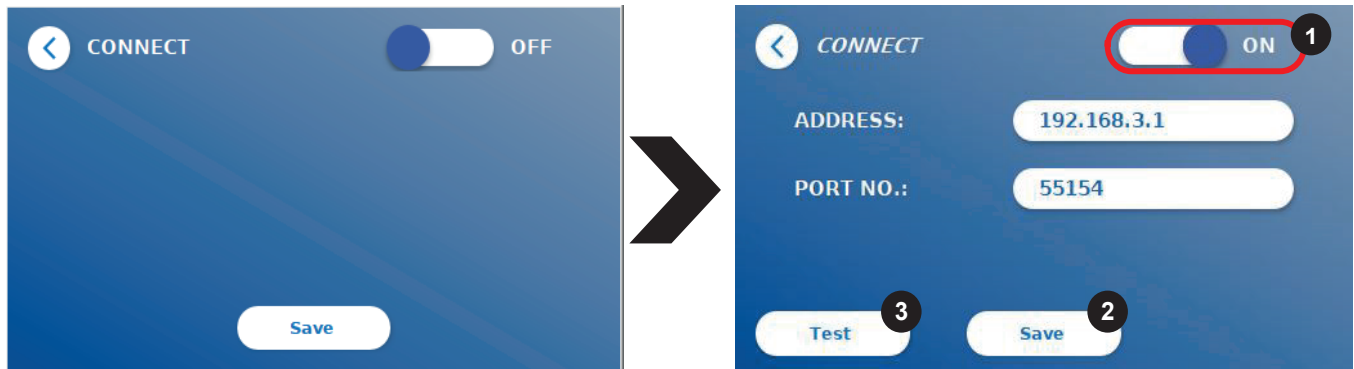 CONNECT OFF
Save
CONNECT ON 1
ADDRESS: 192.168.3.1
PORT NO.: 55154
3 2
Test Save